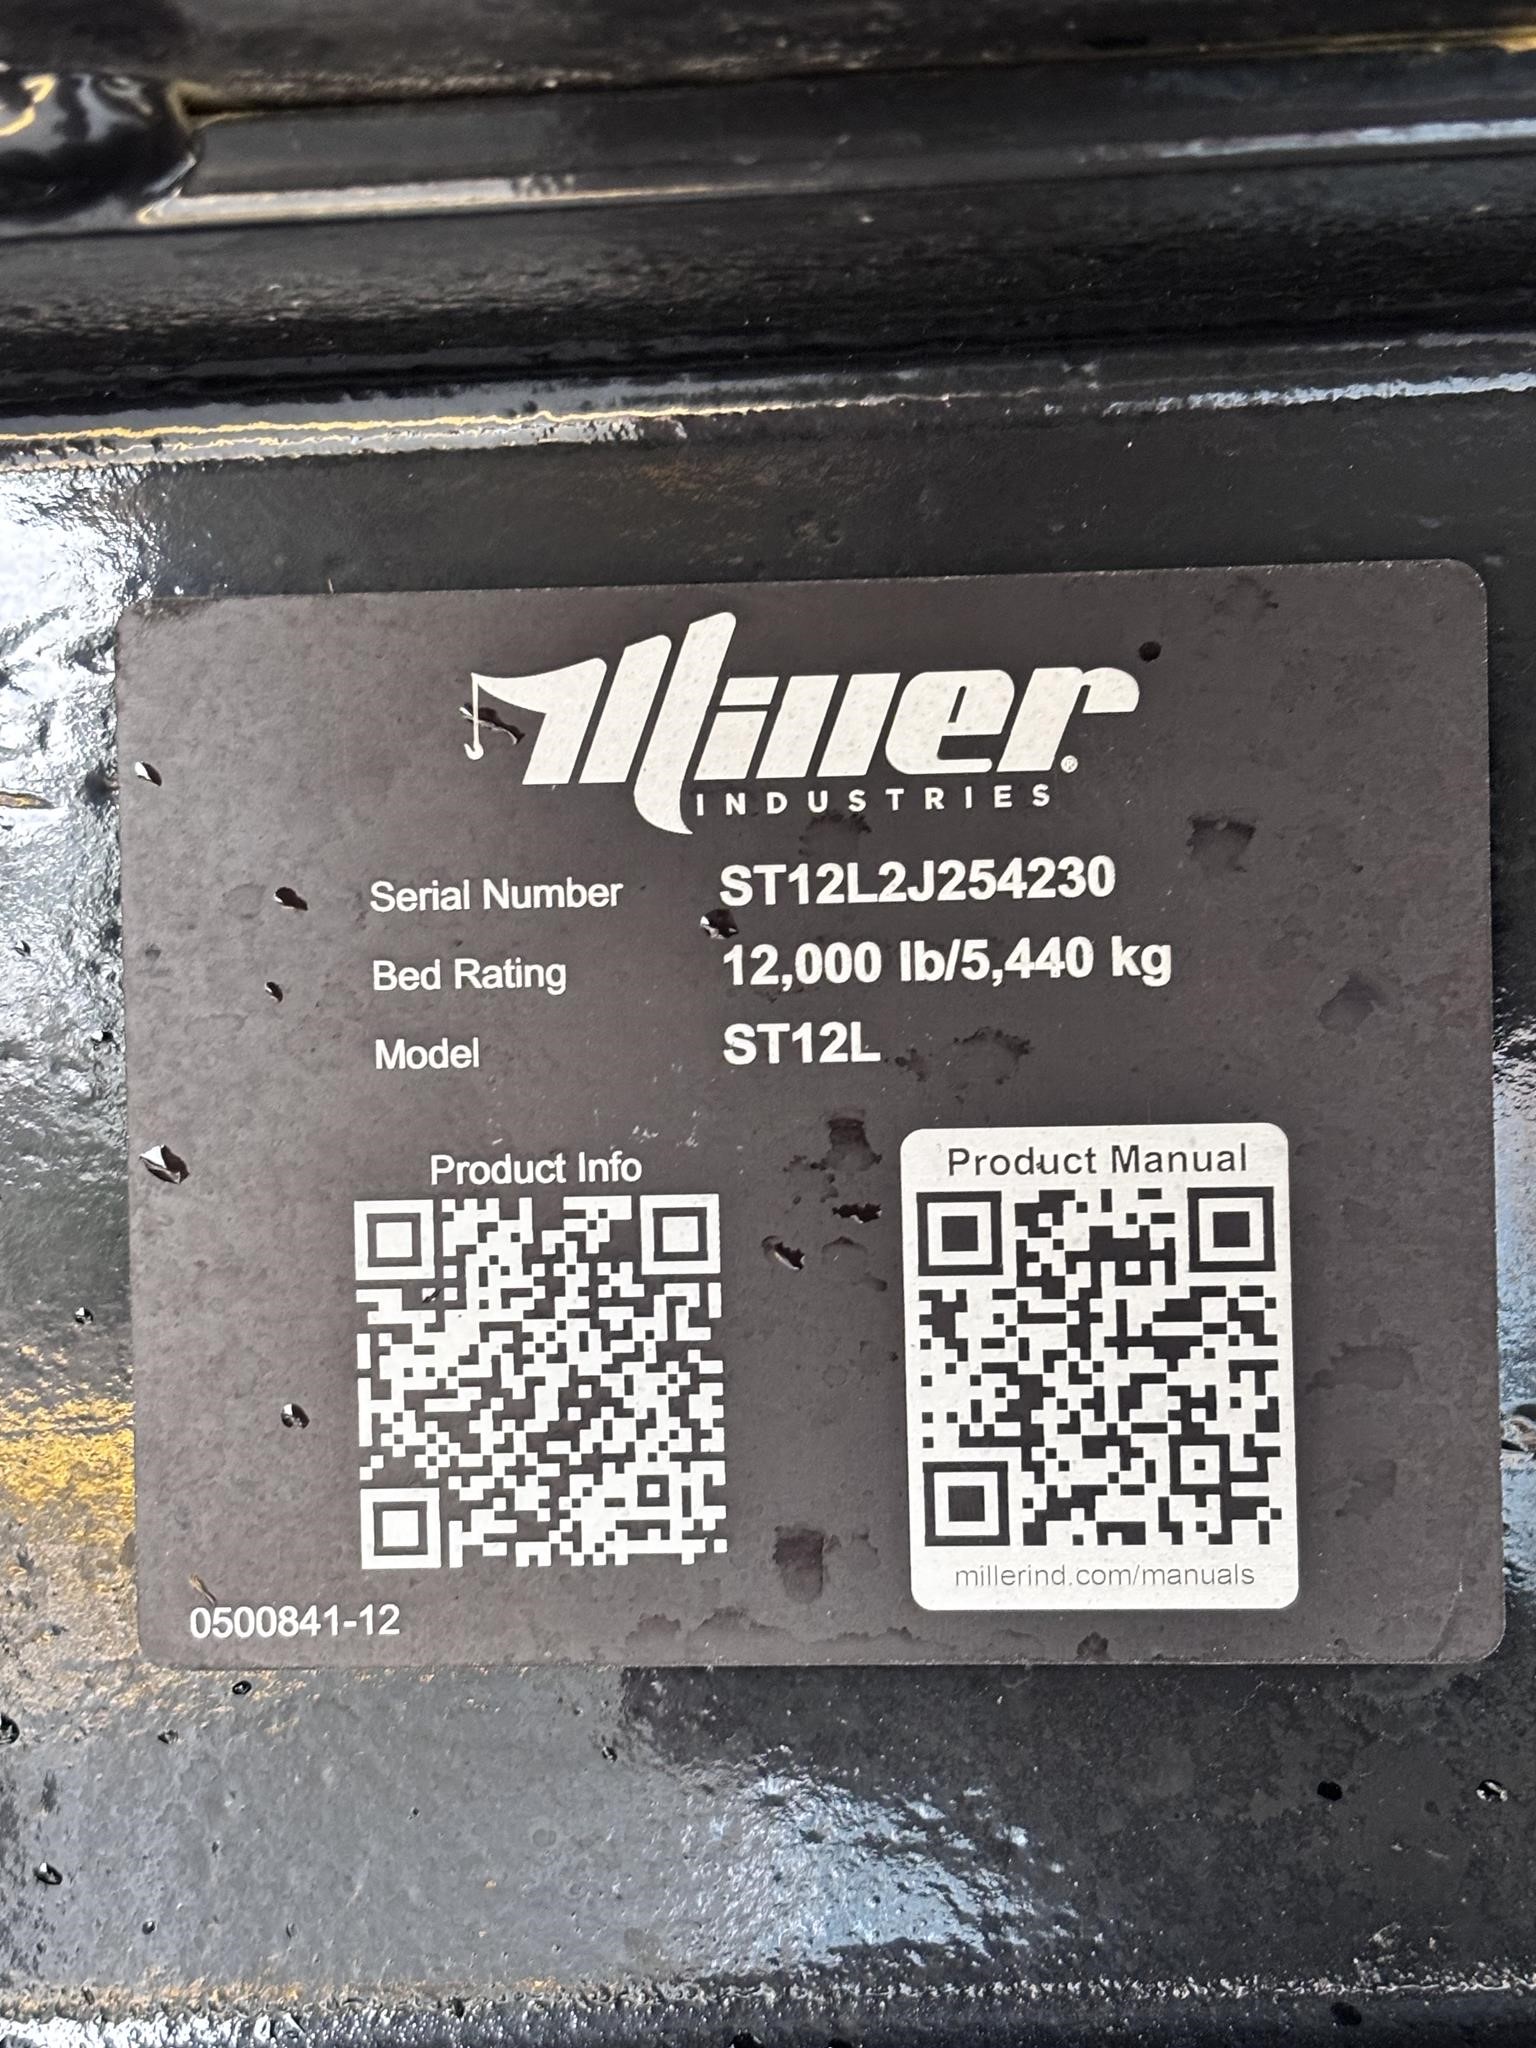 Miller®
INDUSTRIES
Serial Number ST12L2J254230
Bed Rating 12,000 lb/5,440 kg
Model ST12L
Product Info
Product Manual
millerind.com/manuals
0500841-12